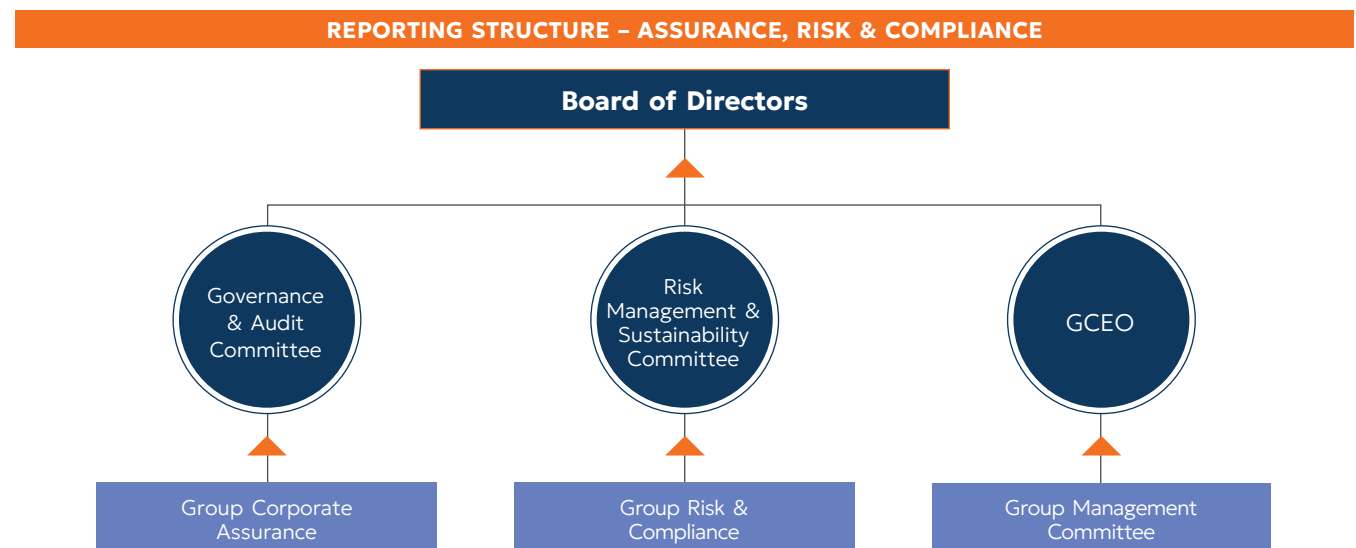 REPORTING STRUCTURE – ASSURANCE, RISK & COMPLIANCE
Board of Directors
Governance
& Audit
Committee
Risk
Management &
Sustainability
Committee
GCEO
Group Corporate
Assurance
Group Risk &
Compliance
Group Management
Committee